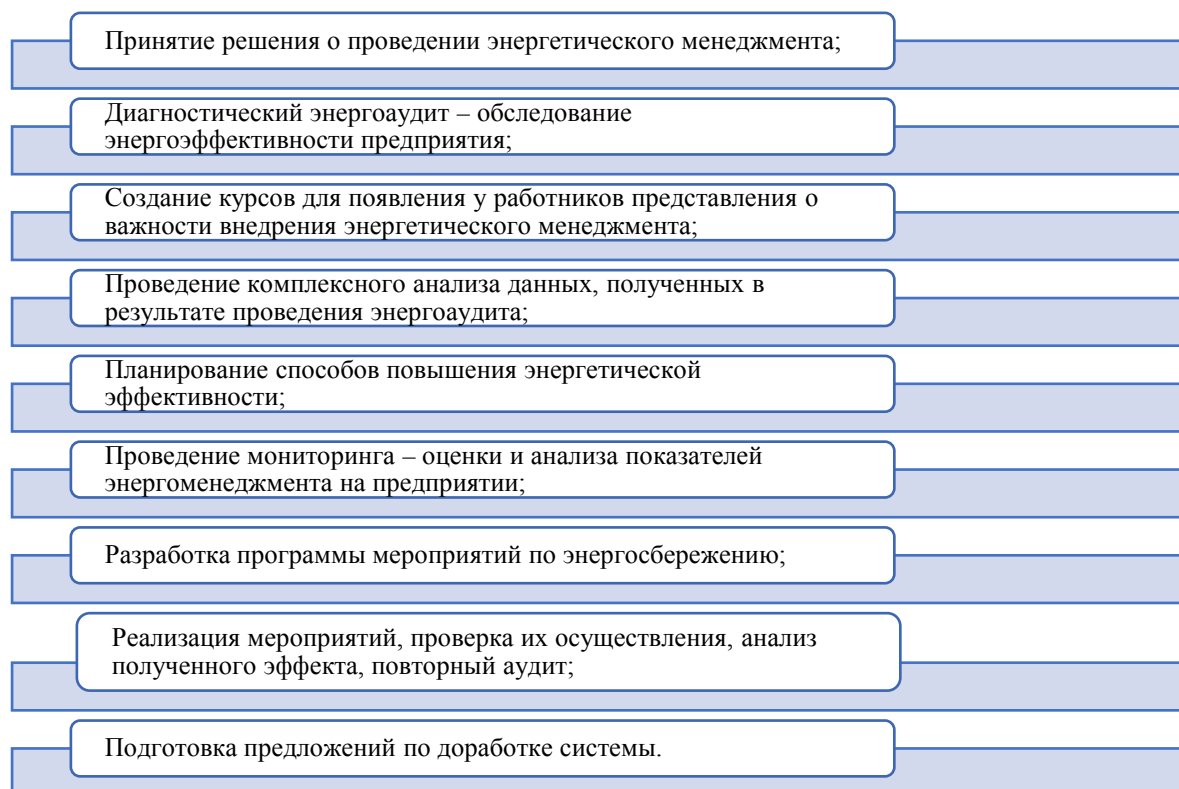 Принятие решения о проведении энергетического менеджмента;
Диагностический энергоаудит – обследование
энергоэффективности предприятия;
Создание курсов для появления у работников представления о
важности внедрения энергетического менеджмента;
Проведение комплексного анализа данных, полученных в
результате проведения энергоаудита;
Планирование способов повышения энергетической
эффективности;
Проведение мониторинга – оценки и анализа показателей
энергоменеджмента на предприятии;
Разработка программы мероприятий по энергосбережению;
Реализация мероприятий, проверка их осуществления, анализ
полученного эффекта, повторный аудит;
Подготовка предложений по доработке системы.